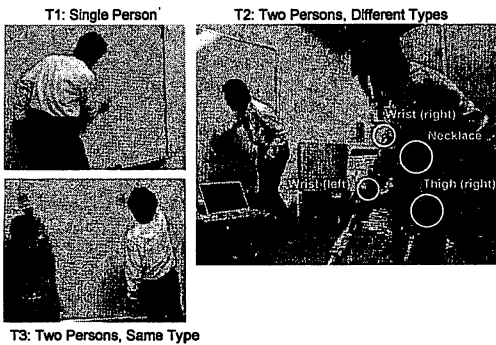 T1: Single Person
T2: Two Persons, Different Types
Wrist (right)
Necklace
Wrist (left)
Thigh (right)
T3: Two Persons, Same Type